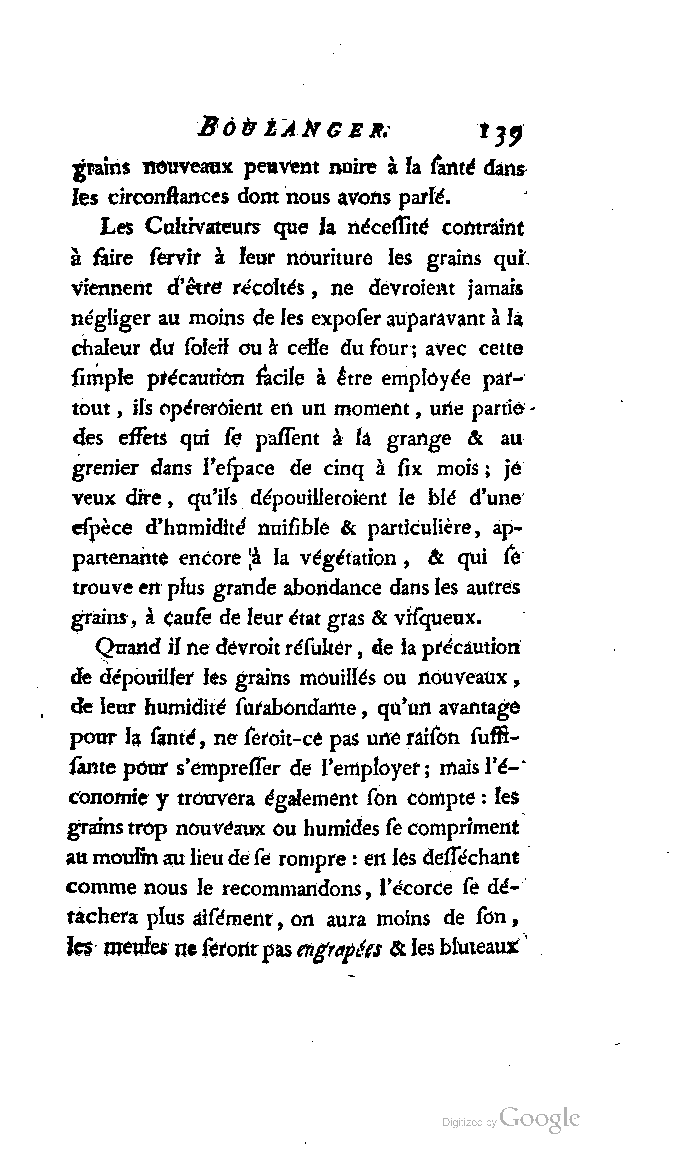 BOULANGER. 139
grains nouveaux peuvent nuire à la ſanté dans
les circonſtances dont nous avons parlé.
Les Cultivateurs que la néceſſité contraint
à faire ſervir à leur nouriture les grains qui
viennent d'être récoltés, ne devroient jamais
négliger au moins de les expoſer auparavant à la
chaleur du ſoleil ou à celle du four; avec cette
ſimple précaution facile à être employée par-
tout, ils opéreroient en un moment, une partie
des effets qui ſe paſſent à la grange & au
grenier dans l'eſpace de cinq à ſix mois; je
veux dire, qu'ils dépouilleroient le blé d'une
eſpèce d'humidité nuiſible & particulière, ap-
partenante encore à la végétation, & qui ſe
trouve en plus grande abondance dans les autres
grains, à cauſe de leur état gras & viſqueux.
Quand il ne devroit réſulter, de la précaution
de dépouiller les grains mouillés ou nouveaux,
de leur humidité ſurabondante, qu'un avantage
pour la ſanté, ne ſeroit-ce pas une raiſon ſuffi-
ſante pour s'empreſſer de l'employer; mais l'é-
conomie y trouvera également ſon compte: les
grains trop nouveaux ou humides ſe compriment
au moulin au lieu de ſe rompre: en les deſſéchant
comme nous le recommandons, l'écorce ſe dé-
tachera plus aiſément, on aura moins de ſon,
les meules ne ſeront pas engrapées & les bluteaux
Digitized by Google